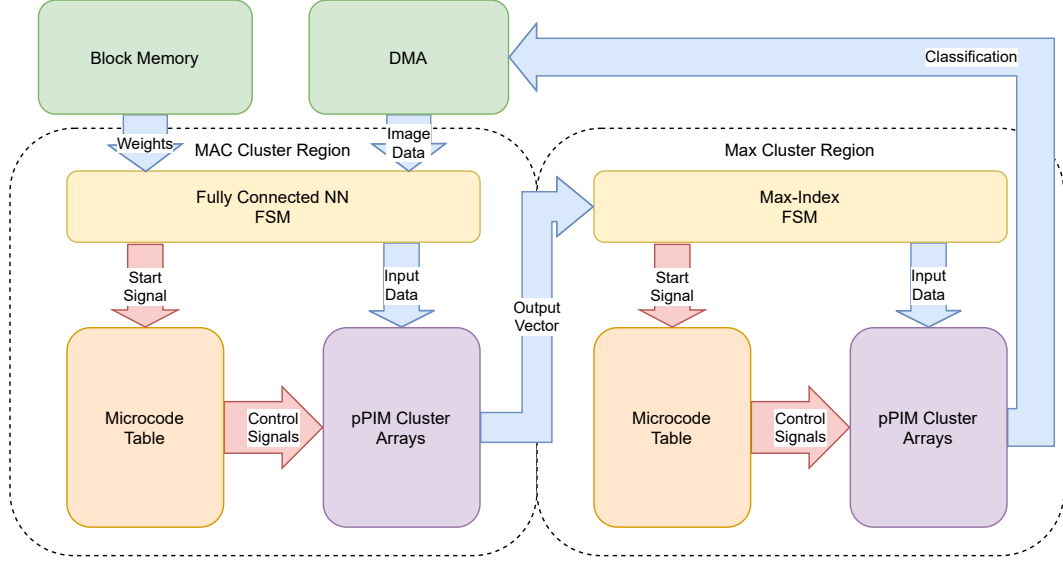 Block Memory
DMA
Classification
Weights
Image
Data
MAC Cluster Region
Max Cluster Region
Fully Connected NN
FSM
Max-Index
FSM
Start
Signal
Input
Data
Output
Vector
Start
Signal
Input
Data
Microcode
Table
Control
Signals
pPIM Cluster
Arrays
Microcode
Table
Control
Signals
pPIM Cluster
Arrays